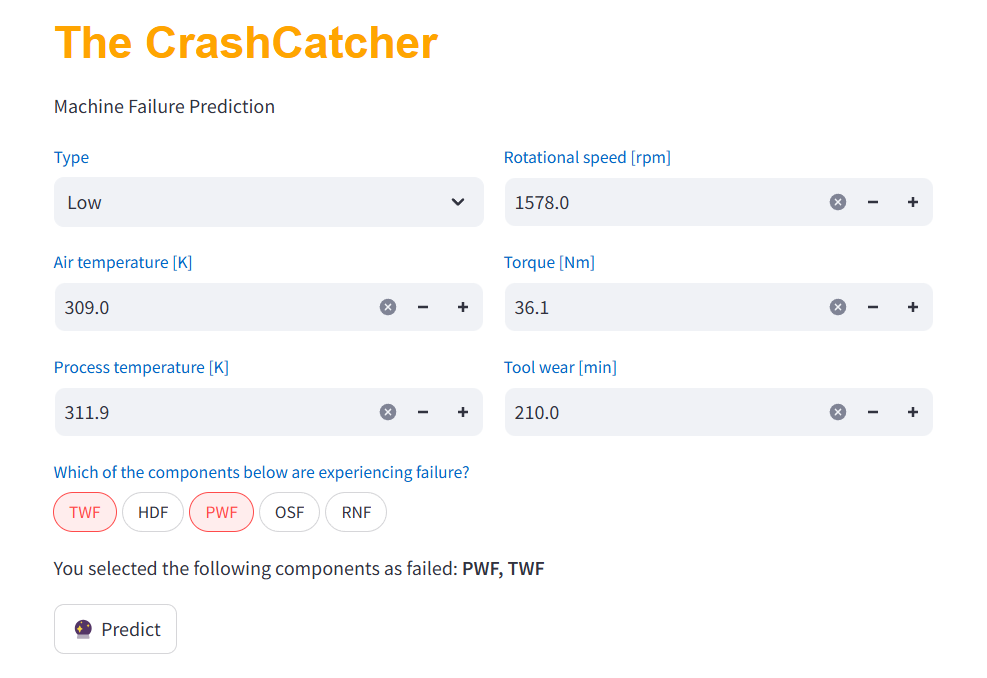 The CrashCatcher
Machine Failure Prediction
Type
Low
Rotational speed [rpm]
1578.0
Air temperature [K]
309.0
Torque [Nm]
36.1
Process temperature [K]
311.9
Tool wear [min]
210.0
Which of the components below are experiencing failure?
TWF HDF PWF OSF RNF
You selected the following components as failed: PWF, TWF
Predict